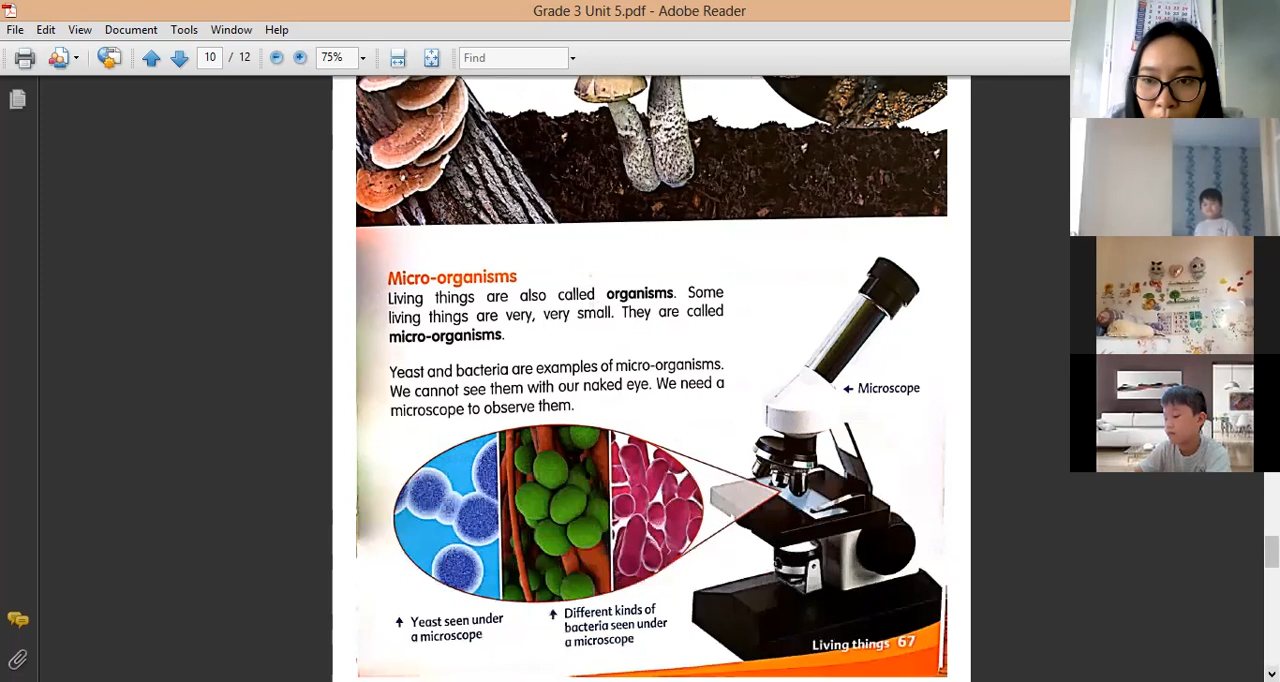 Grade 3 Unit 5.pdf - Adobe Reader
File Edit View Document Tools Window Help
10 / 12 75% Find
Micro-organisms
Living things are also called organisms. Some
living things are very, very small. They are called
micro-organisms.
Yeast and bacteria are examples of micro-organisms.
We cannot see them with our naked eye. We need a
microscope to observe them.
Microscope
Yeast seen under
a microscope
Different kinds of
bacteria seen under
a microscope
Living things 67